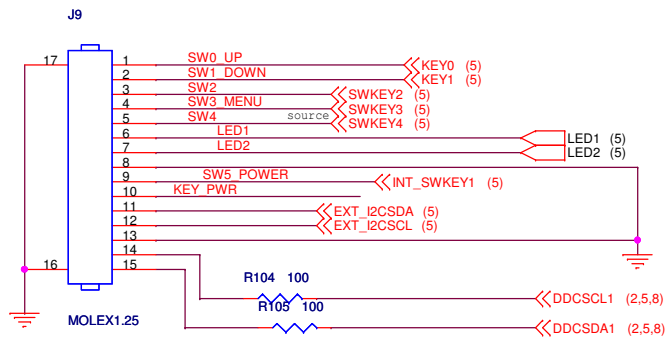 J9
17 1 SW0_UP KEY0 (5)
2 SW1_DOWN KEY1 (5)
3 SW2 SWKEY2 (5)
4 SW3_MENU SWKEY3 (5)
5 SW4 source SWKEY4 (5)
6 LED1 LED1 (5)
7 LED2 LED2 (5)
8
9 SW5_POWER INT_SWKEY1 (5)
10 KEY_PWR
11 EXT_I2CSDA (5)
12 EXT_I2CSCL (5)
13
14
16 15
R104 100 DDCSCL1 (2,5,8)
R105 100
MOLEX1.25 DDCSDA1 (2,5,8)